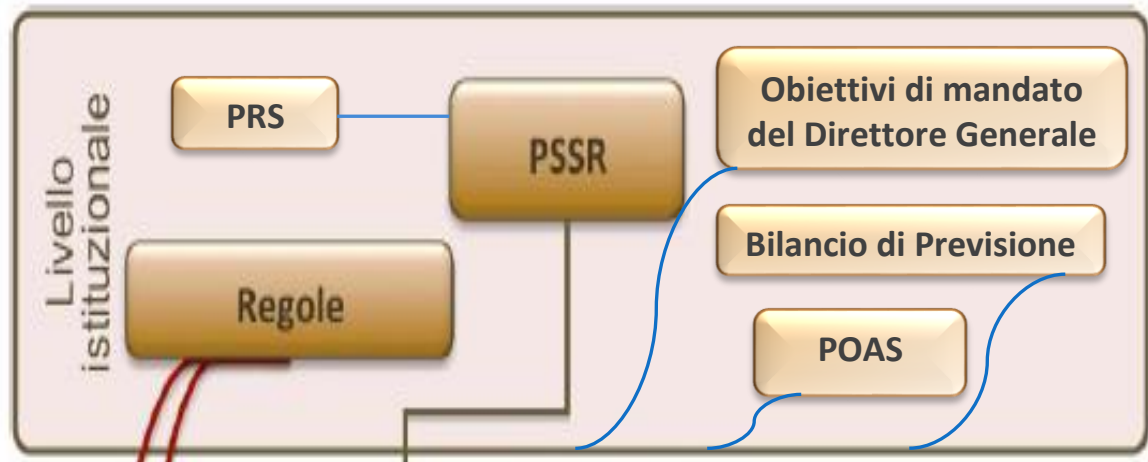 Livello
istituzionale
PRS
PSSR
Regole
Obiettivi di mandato
del Direttore Generale
Bilancio di Previsione
POAS